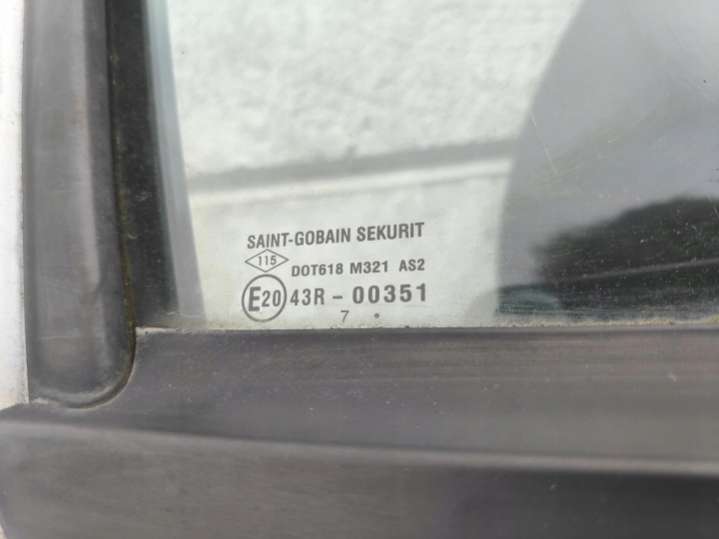 SAINT-GOBAIN SEKURIT
115 DOT618 M321 AS2
E20 43R - 00351
7 •